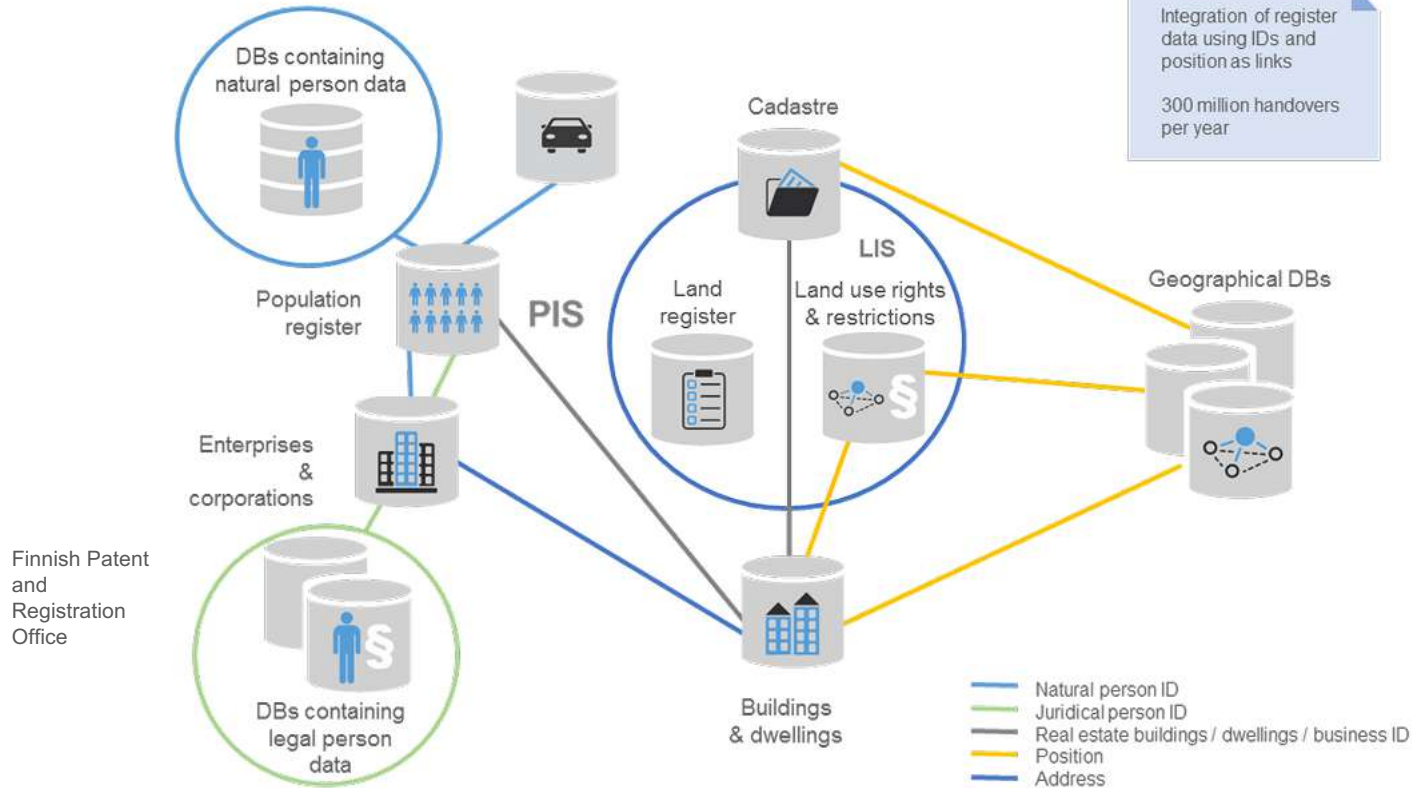 Integration of register
data using IDs and
position as links
300 million handovers
per year
DBs containing
natural person data
Cadastre
LIS
Population
register
PIS
Land
register
Land use rights
& restrictions
Geographical DBs
Enterprises
&
corporations
§
Finnish Patent
and
Registration
Office
§
DBs containing
legal person
data
Buildings
& dwellings
Natural person ID
Juridical person ID
Real estate buildings / dwellings / business ID
Position
Address